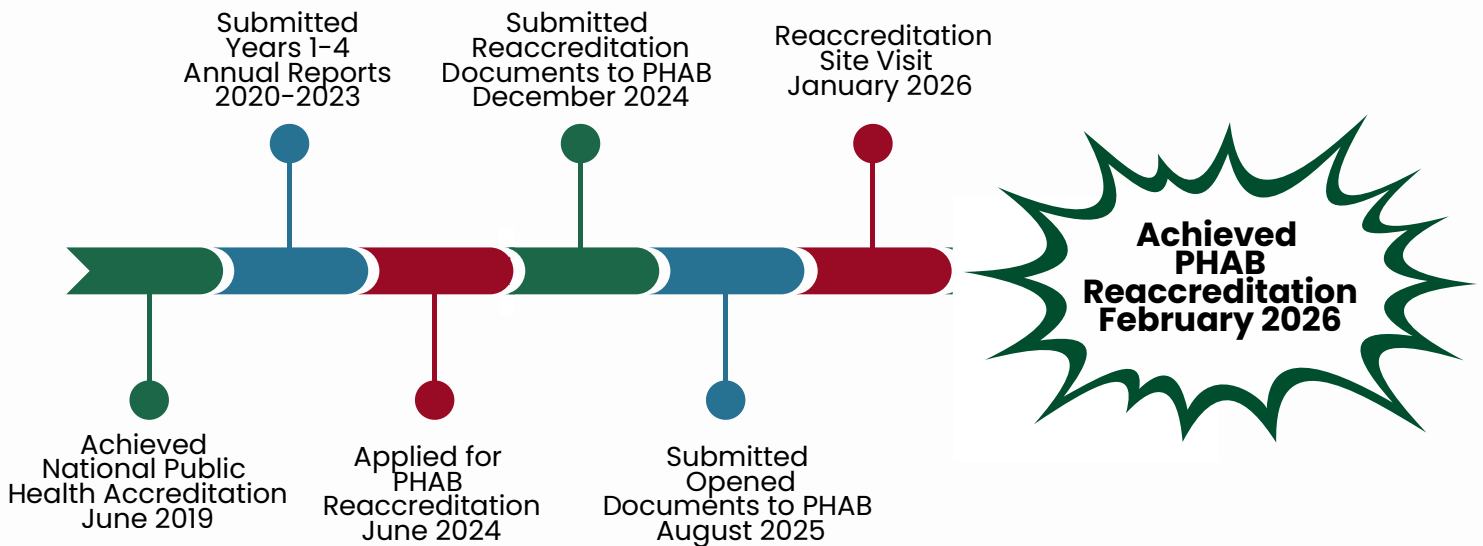 Submitted
Years 1-4
Annual Reports
2020-2023
Submitted
Reaccreditation
Documents to PHAB
December 2024
Reaccreditation
Site Visit
January 2026
Achieved
PHAB
Reaccreditation
February 2026
Achieved
National Public
Health Accreditation
June 2019
Applied for
PHAB
Reaccreditation
June 2024
Submitted
Opened
Documents to PHAB
August 2025